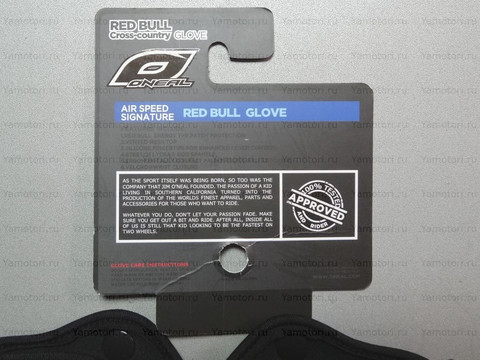 RED BULL
Cross-country GLOVE
ONEAL
AIR SPEED
SIGNATURE RED BULL GLOVE
AS THE SPORT ITSELF WAS BEING BORN, SO TOO WAS THE
COMPANY THAT JIM O'NEAL FOUNDED. THE PASSION OF A KID
LIVING IN SOUTHERN CALIFORNIA TURNED INTO THE
PRODUCTION OF THE WORLDS FINEST APPAREL, PARTS AND
ACCESSORIES FOR THOSE WHO WANT TO RIDE.
WHATEVER YOU DO, DON'T LET YOUR PASSION FADE. MAKE
SURE YOU GET OUT A BIT AND RIDE. AFTER ALL, INSIDE ALL
OF US IS STILL THAT KID LOOKING TO BE THE FASTEST ON
TWO WHEELS.
100% TESTED
APPROVED
AND RIDER
Yamotori.ru